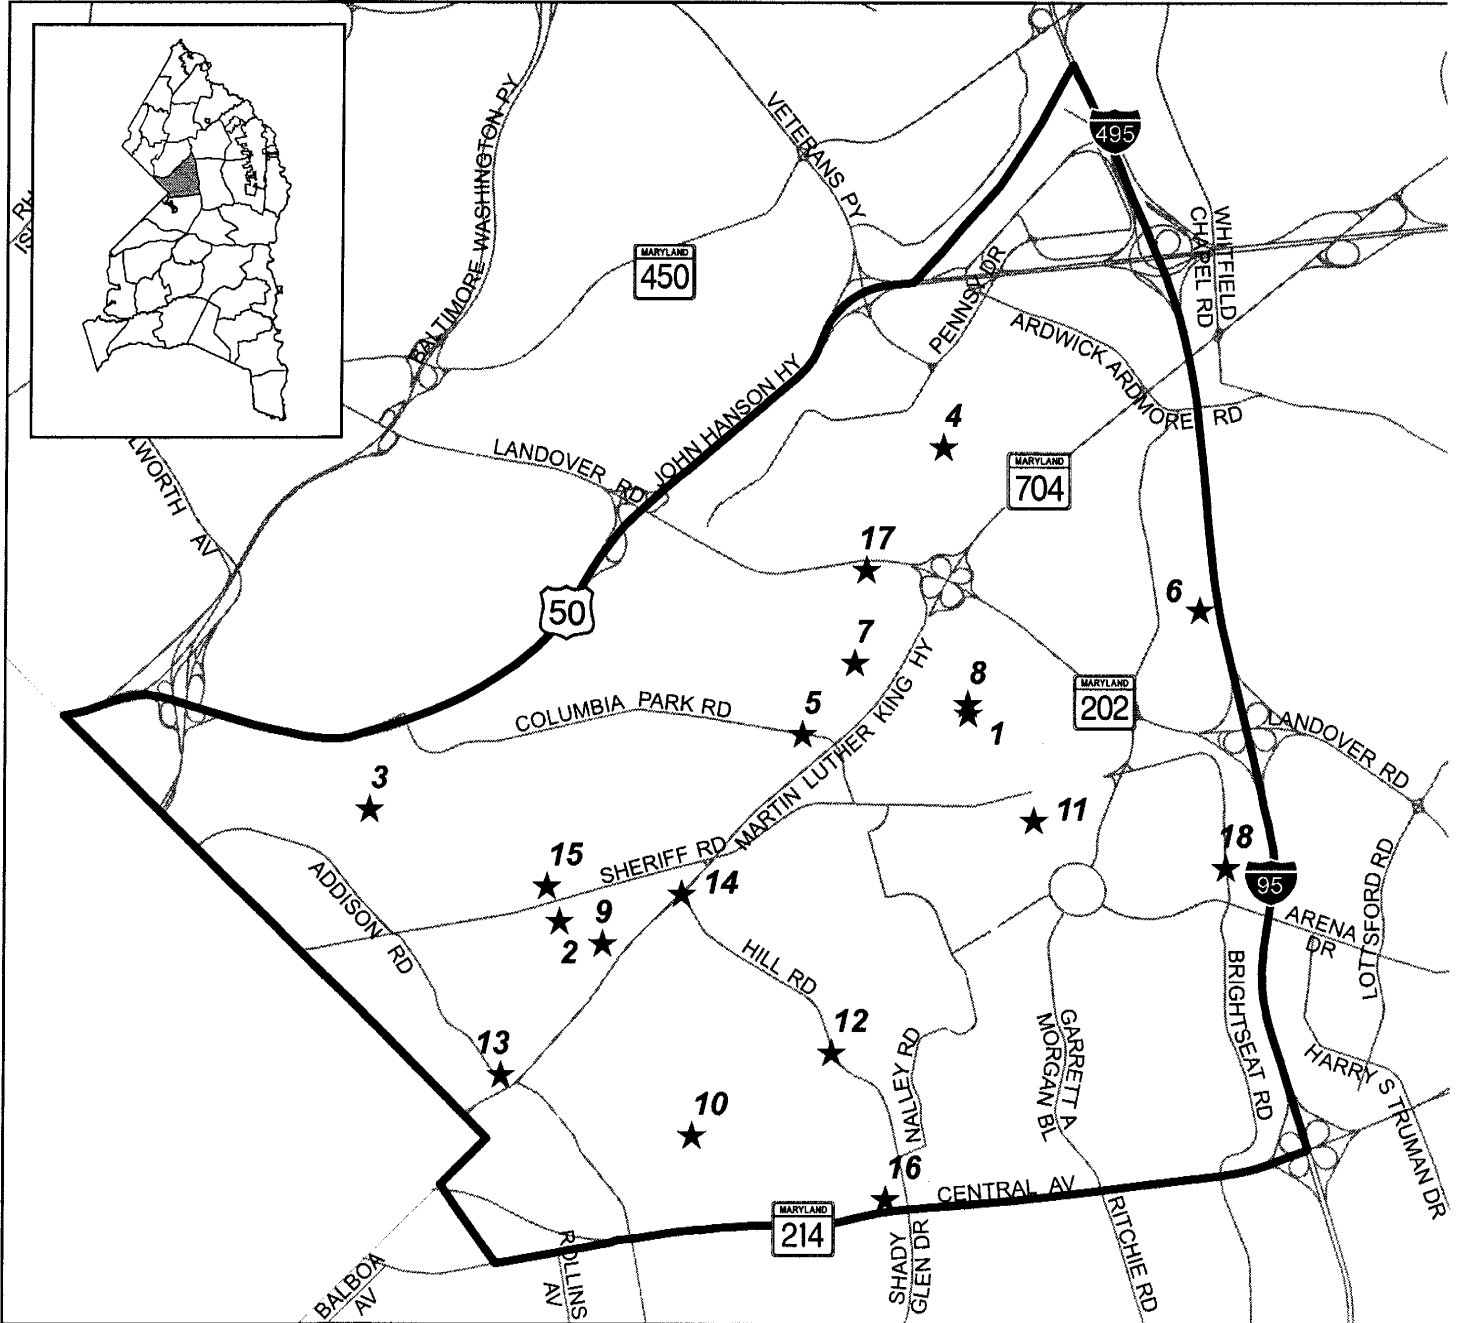 BALTIMORE WASHINGTON PY
VETERANS PY
495
WHITFIELD
CHAPEL RD
MARYLAND
450
PENNSY DR
ARDWICK ARDMORE RD
JOHN HANSON HY
LANDOVER RD
LWORTH
AV
4
MARYLAND
704
17
50
6
7
8
1
MARYLAND
202
COLUMBIA PARK RD
5
MARTIN LUTHER KING HY
LANDOVER RD
3
11
18
95
15
SHERIFF RD
14
ADDISON RD
9
2
HILL RD
ARENA
DR
LOTTSFORD RD
BRIGHTSEAT RD
12
13
NALLEY RD
GARRETT A
MORGAN BL
HARRY S TRUMAN DR
10
16
CENTRAL AV
MARYLAND
214
BALBOA
AV
ROLLINS
AV
SHADY
GLEN DR
RITCHIE RD